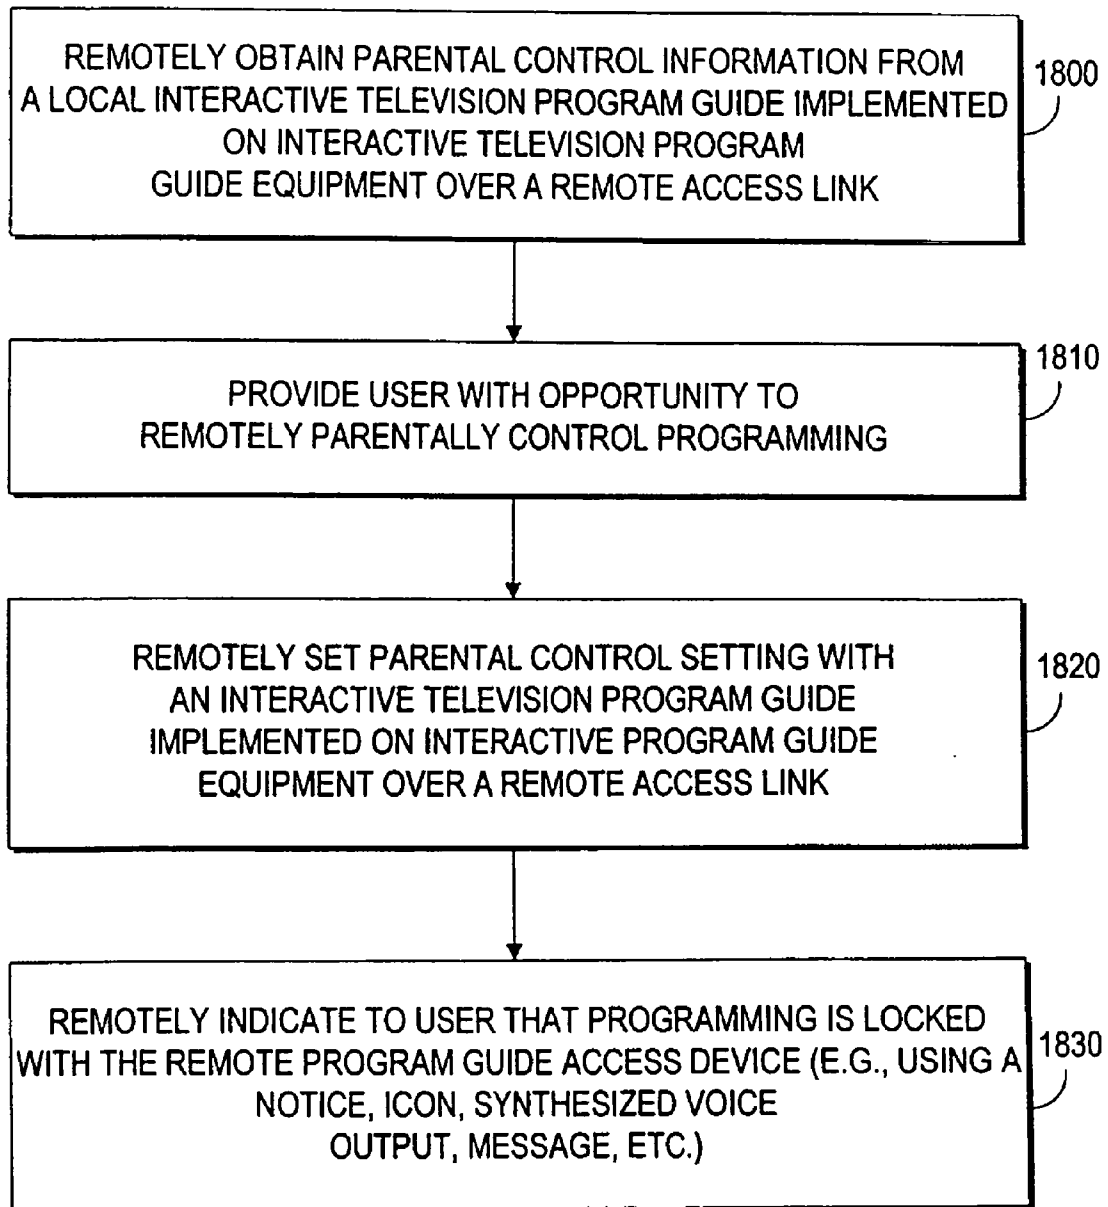 REMOTELY OBTAIN PARENTAL CONTROL INFORMATION FROM
A LOCAL INTERACTIVE TELEVISION PROGRAM GUIDE IMPLEMENTED
ON INTERACTIVE TELEVISION PROGRAM
GUIDE EQUIPMENT OVER A REMOTE ACCESS LINK
1800
PROVIDE USER WITH OPPORTUNITY TO
REMOTELY PARENTALLY CONTROL PROGRAMMING
1810
REMOTELY SET PARENTAL CONTROL SETTING WITH
AN INTERACTIVE TELEVISION PROGRAM GUIDE
IMPLEMENTED ON INTERACTIVE PROGRAM GUIDE
EQUIPMENT OVER A REMOTE ACCESS LINK
1820
REMOTELY INDICATE TO USER THAT PROGRAMMING IS LOCKED
WITH THE REMOTE PROGRAM GUIDE ACCESS DEVICE (E.G., USING A
NOTICE, ICON, SYNTHESIZED VOICE
OUTPUT, MESSAGE, ETC.)
1830